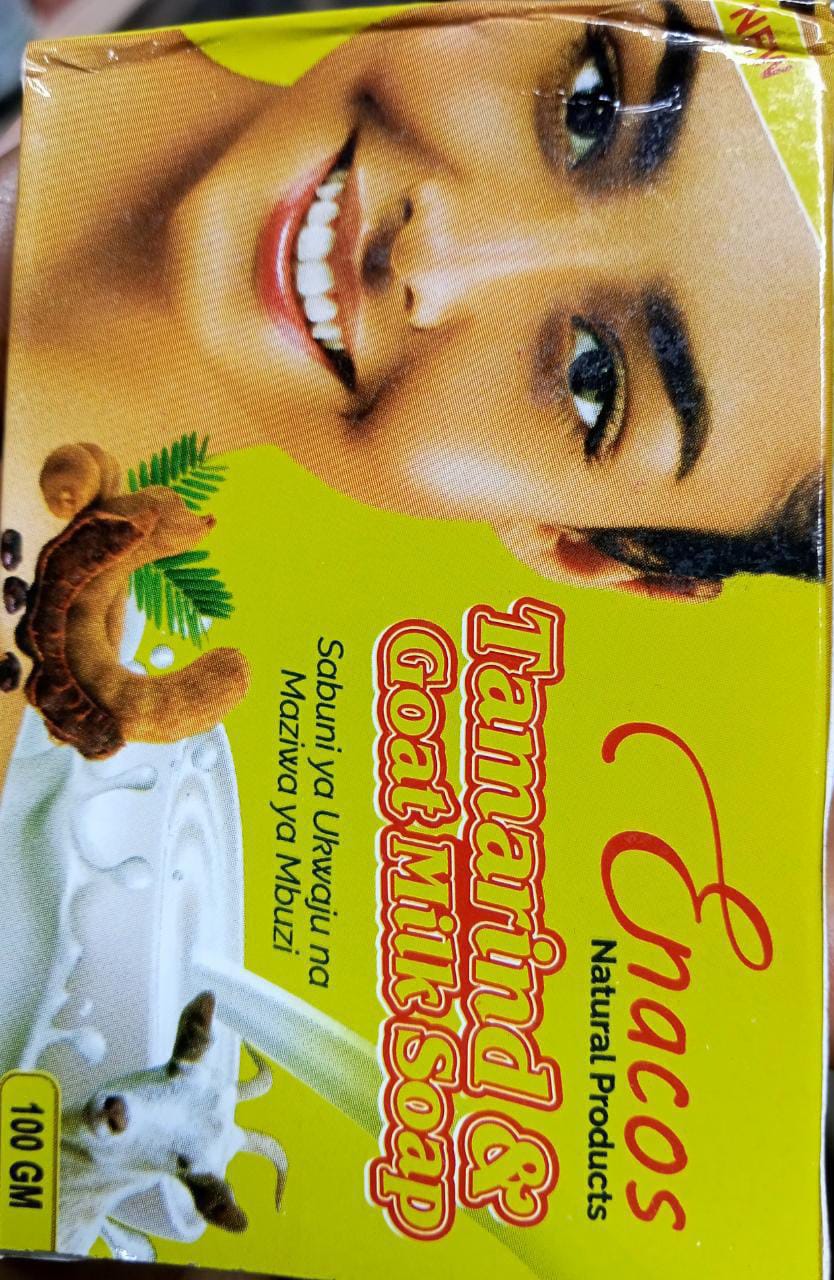 NEW
Enacos
Natural Products
Tamarind &
Goat Milk Soap
Sabuni ya Ukwaju na
Maziwa ya Mbuzi
100 GM